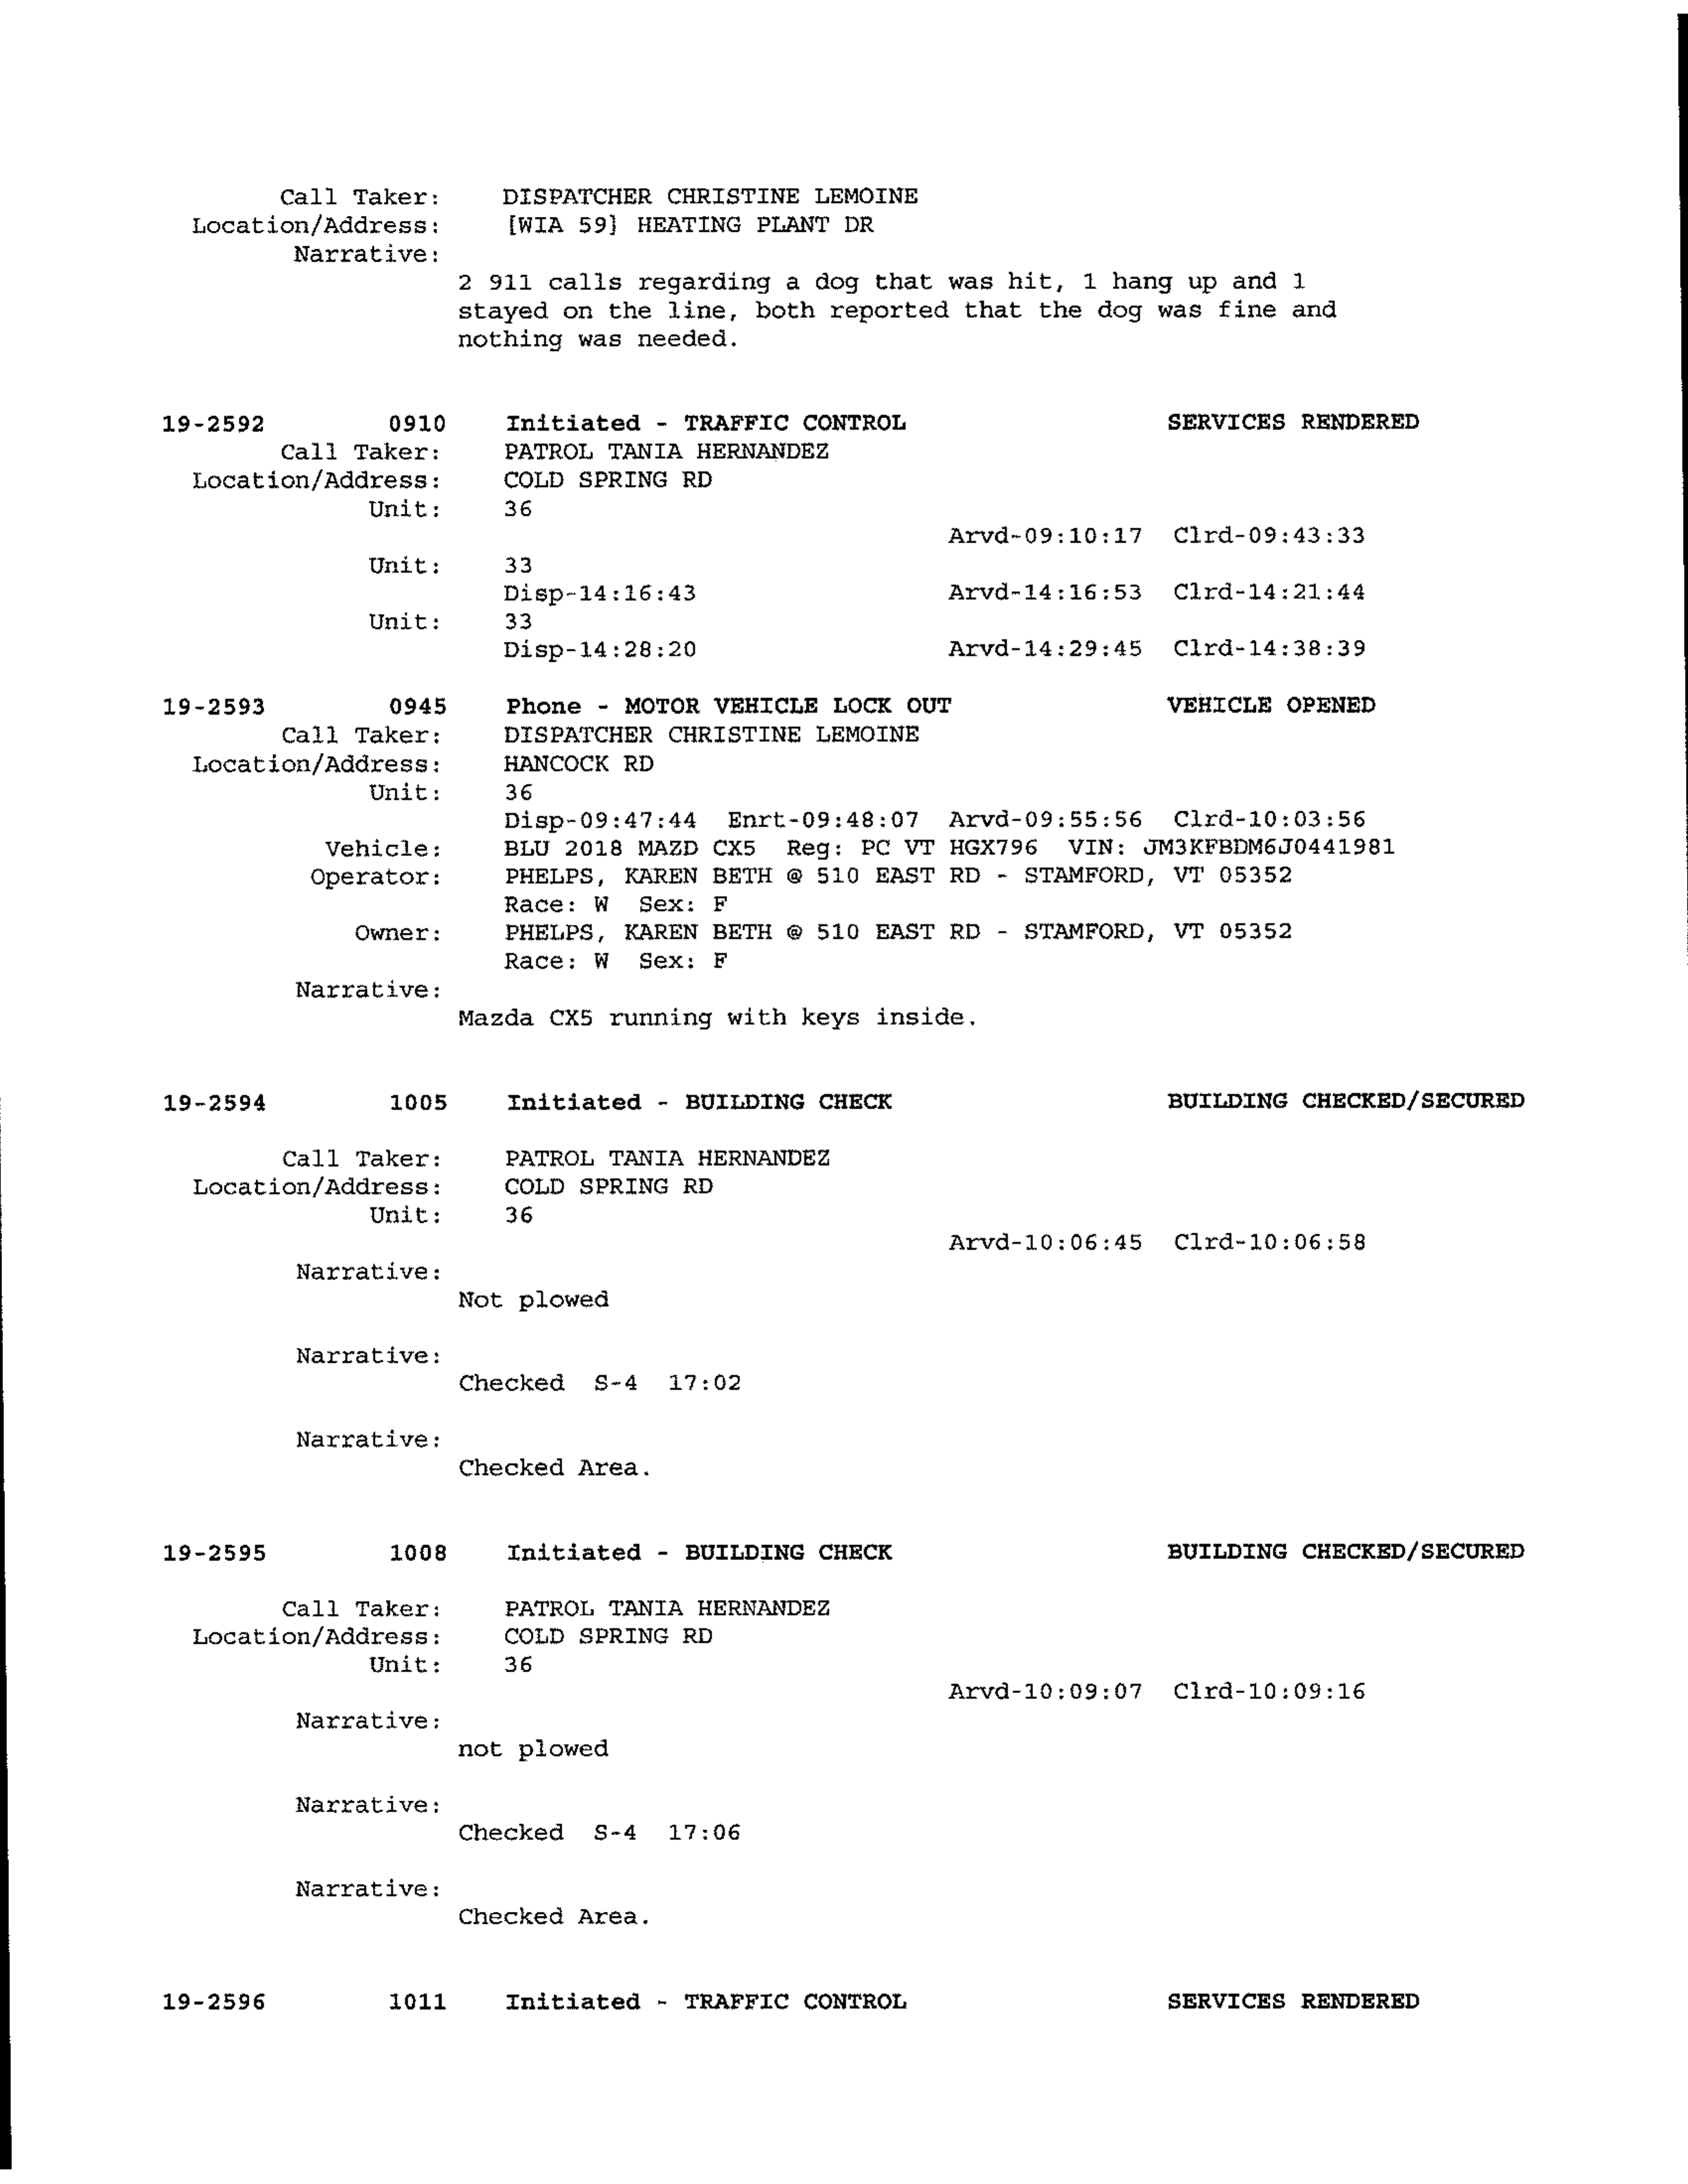 Call Taker: DISPATCHER CHRISTINE LEMOINE
Location/Address: [WIA 59] HEATING PLANT DR
Narrative:
2 911 calls regarding a dog that was hit, 1 hang up and 1
stayed on the line, both reported that the dog was fine and
nothing was needed.
19-2592 0910 Initiated - TRAFFIC CONTROL SERVICES RENDERED
Call Taker: PATROL TANIA HERNANDEZ
Location/Address: COLD SPRING RD
Unit: 36
Arvd-09:10:17 Clrd-09:43:33
Unit: 33
Disp-14:16:43 Arvd-14:16:53 Clrd-14:21:44
Unit: 33
Disp-14:28:20 Arvd-14:29:45 Clrd-14:38:39
19-2593 0945 Phone - MOTOR VEHICLE LOCK OUT VEHICLE OPENED
Call Taker: DISPATCHER CHRISTINE LEMOINE
Location/Address: HANCOCK RD
Unit: 36
Disp-09:47:44 Enrt-09:48:07 Arvd-09:55:56 Clrd-10:03:56
Vehicle: BLU 2018 MAZD CX5 Reg: PC VT HGX796 VIN: JM3KFBDM6J0441981
Operator: PHELPS, KAREN BETH @ 510 EAST RD - STAMFORD, VT 05352
Race: W Sex: F
Owner: PHELPS, KAREN BETH @ 510 EAST RD - STAMFORD, VT 05352
Race: W Sex: F
Narrative:
Mazda CX5 running with keys inside.
19-2594 1005 Initiated - BUILDING CHECK BUILDING CHECKED/SECURED
Call Taker: PATROL TANIA HERNANDEZ
Location/Address: COLD SPRING RD
Unit: 36
Arvd-10:06:45 Clrd-10:06:58
Narrative:
Not plowed
Narrative:
Checked S-4 17:02
Narrative:
Checked Area.
19-2595 1008 Initiated - BUILDING CHECK BUILDING CHECKED/SECURED
Call Taker: PATROL TANIA HERNANDEZ
Location/Address: COLD SPRING RD
Unit: 36
Arvd-10:09:07 Clrd-10:09:16
Narrative:
not plowed
Narrative:
Checked S-4 17:06
Narrative:
Checked Area.
19-2596 1011 Initiated - TRAFFIC CONTROL SERVICES RENDERED